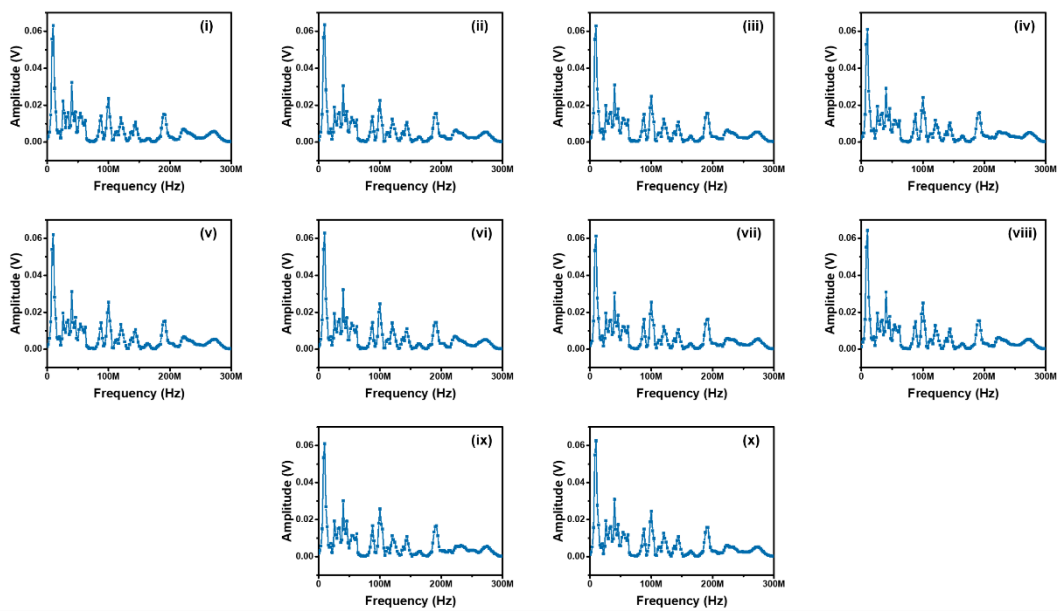 (i)
Amplitude (V)
0.06
0.04
0.02
0.00
0
100M
200M
300M
Frequency (Hz)
(ii)
Amplitude (V)
0.06
0.04
0.02
0.00
0
100M
200M
300M
Frequency (Hz)
(iii)
Amplitude (V)
0.06
0.04
0.02
0.00
0
100M
200M
300M
Frequency (Hz)
(iv)
Amplitude (V)
0.06
0.04
0.02
0.00
0
100M
200M
300M
Frequency (Hz)
(v)
Amplitude (V)
0.06
0.04
0.02
0.00
0
100M
200M
300M
Frequency (Hz)
(vi)
Amplitude (V)
0.06
0.04
0.02
0.00
0
100M
200M
300M
Frequency (Hz)
(vii)
Amplitude (V)
0.06
0.04
0.02
0.00
0
100M
200M
300M
Frequency (Hz)
(viii)
Amplitude (V)
0.06
0.04
0.02
0.00
0
100M
200M
300M
Frequency (Hz)
(ix)
Amplitude (V)
0.06
0.04
0.02
0.00
0
100M
200M
300M
Frequency (Hz)
(x)
Amplitude (V)
0.06
0.04
0.02
0.00
0
100M
200M
300M
Frequency (Hz)